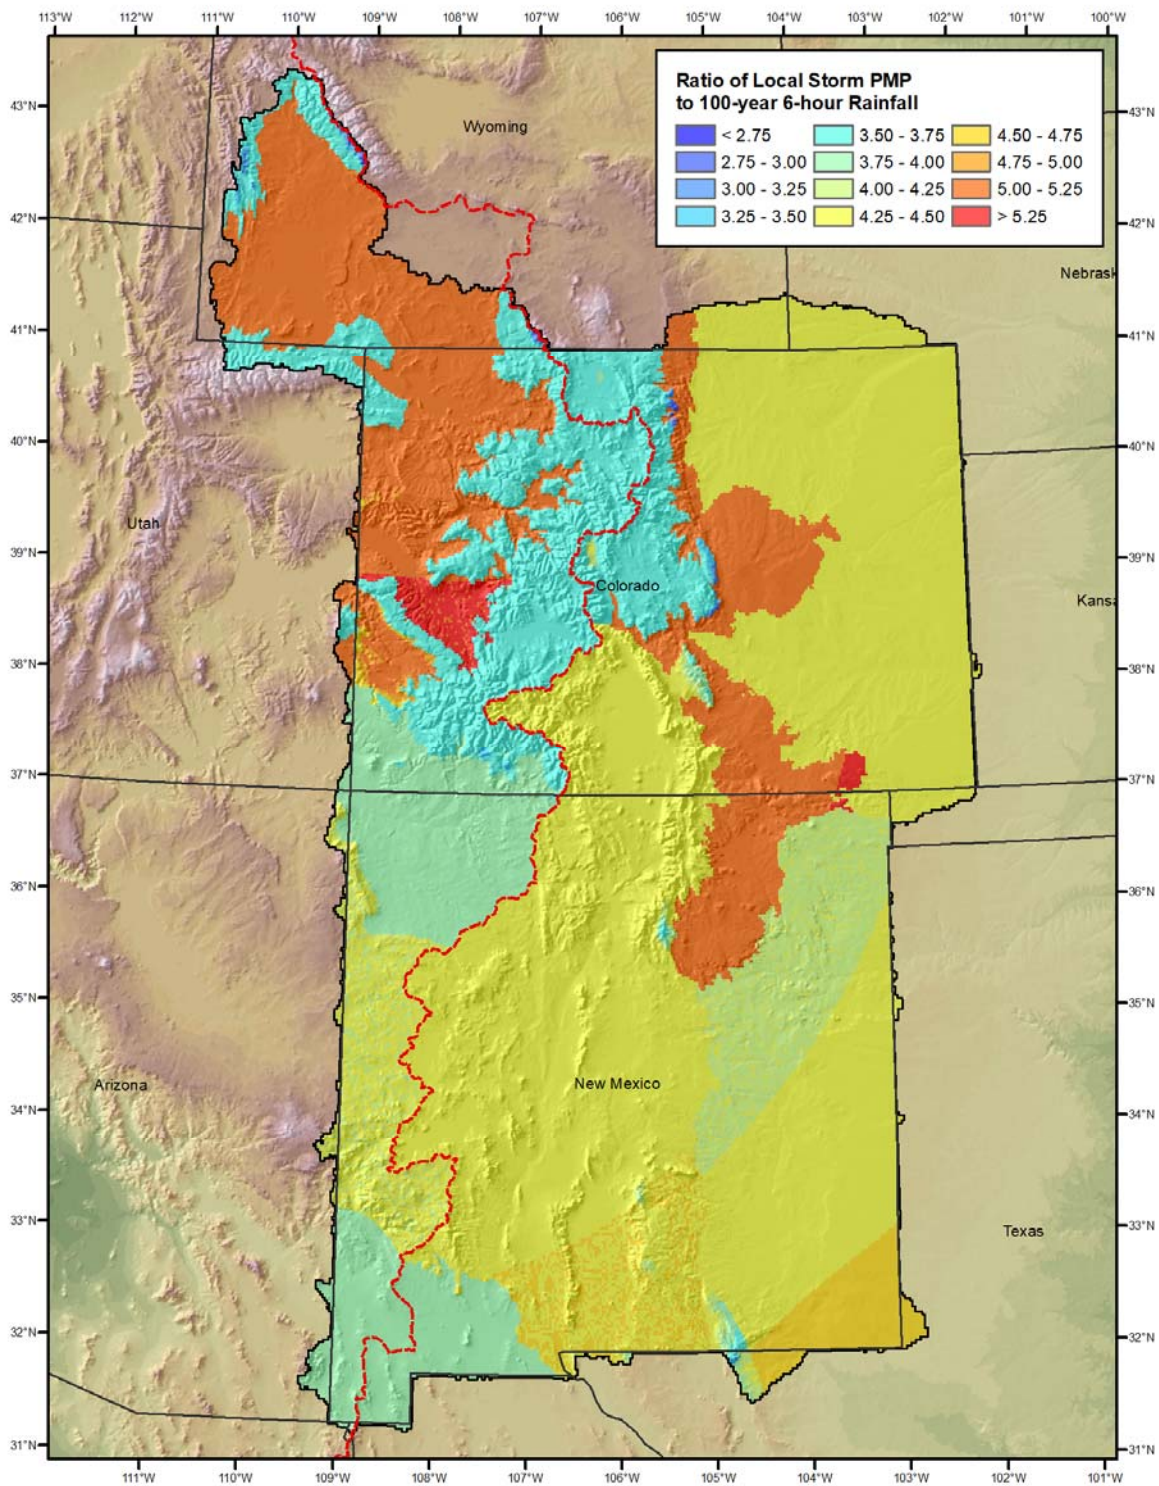 113°W 112°W 111°W 110°W 109°W 108°W 107°W 106°W 105°W 104°W 103°W 102°W 101°W 100°W
Ratio of Local Storm PMP
to 100-year 6-hour Rainfall
< 2.75 3.50 - 3.75 4.50 - 4.75
2.75 - 3.00 3.75 - 4.00 4.75 - 5.00
3.00 - 3.25 4.00 - 4.25 5.00 - 5.25
3.25 - 3.50 4.25 - 4.50 > 5.25
43°N 43°N
Wyoming
42°N 42°N
Nebrask
41°N 41°N
40°N 40°N
Utah
39°N 39°N
Colorado
Kansa
38°N 38°N
37°N 37°N
36°N 36°N
35°N 35°N
Arizona New Mexico
34°N 34°N
33°N 33°N
Texas
32°N 32°N
31°N 31°N
111°W 110°W 109°W 108°W 107°W 106°W 105°W 104°W 103°W 102°W 101°W